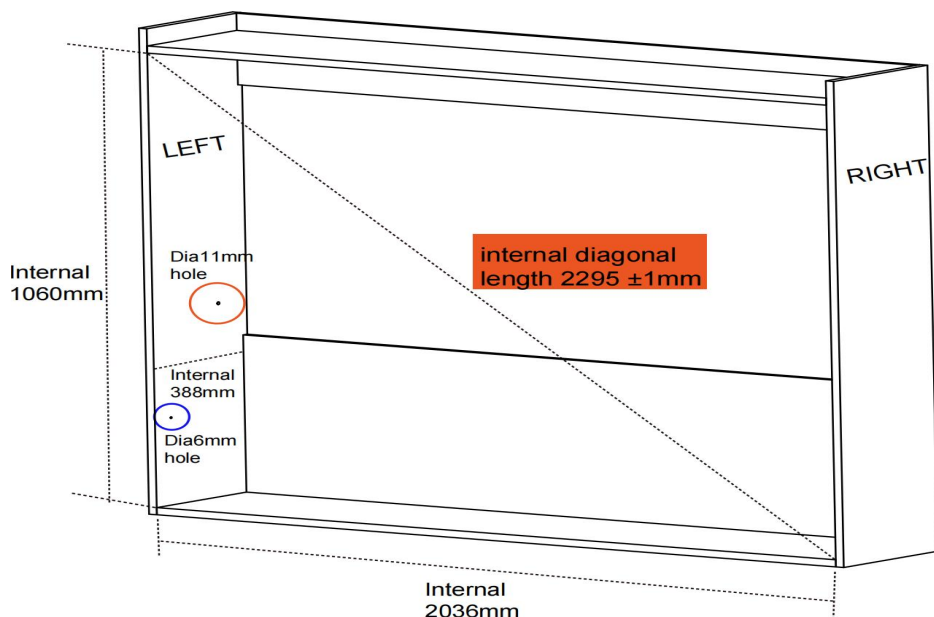 LEFT
RIGHT
Dia11mm
hole
internal diagonal
length 2295 ±1mm
Internal
1060mm
Internal
388mm
Dia6mm
hole
Internal
2036mm